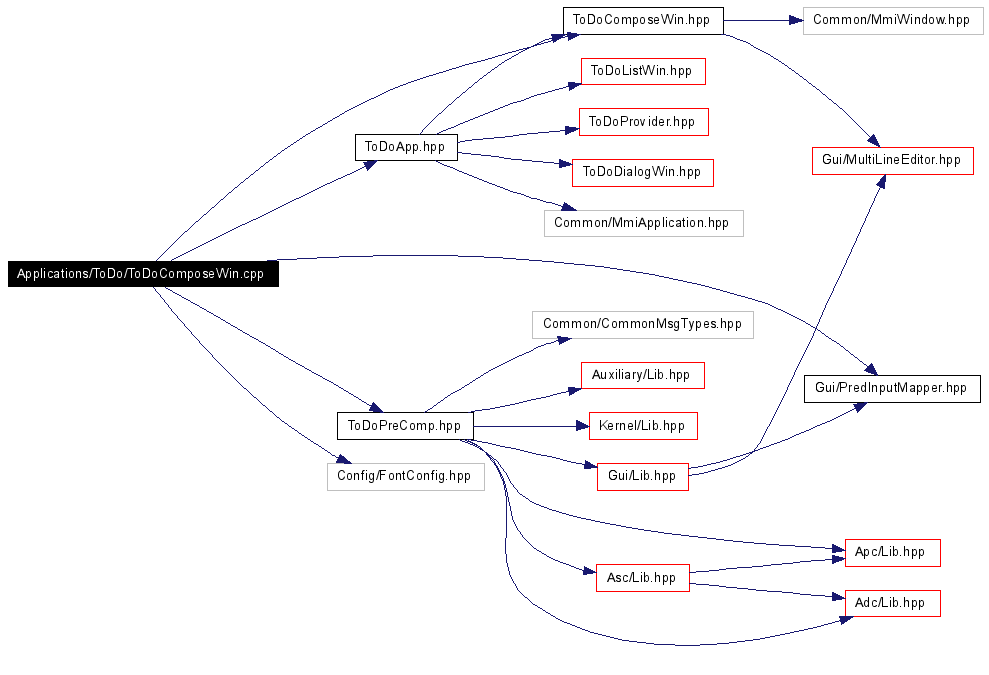 ToDoComposeWin.hpp
Common/MmiWindow.hpp
ToDoListWin.hpp
ToDoProvider.hpp
ToDoApp.hpp
Gui/MultiLineEditor.hpp
ToDoDialogWin.hpp
Common/MmiApplication.hpp
Applications/ToDo/ToDoComposeWin.cpp
Common/CommonMsgTypes.hpp
Auxiliary/Lib.hpp
Gui/PredInputMapper.hpp
ToDoPreComp.hpp
Kernel/Lib.hpp
Config/FontConfig.hpp
Gui/Lib.hpp
Apc/Lib.hpp
Asc/Lib.hpp
Adc/Lib.hpp